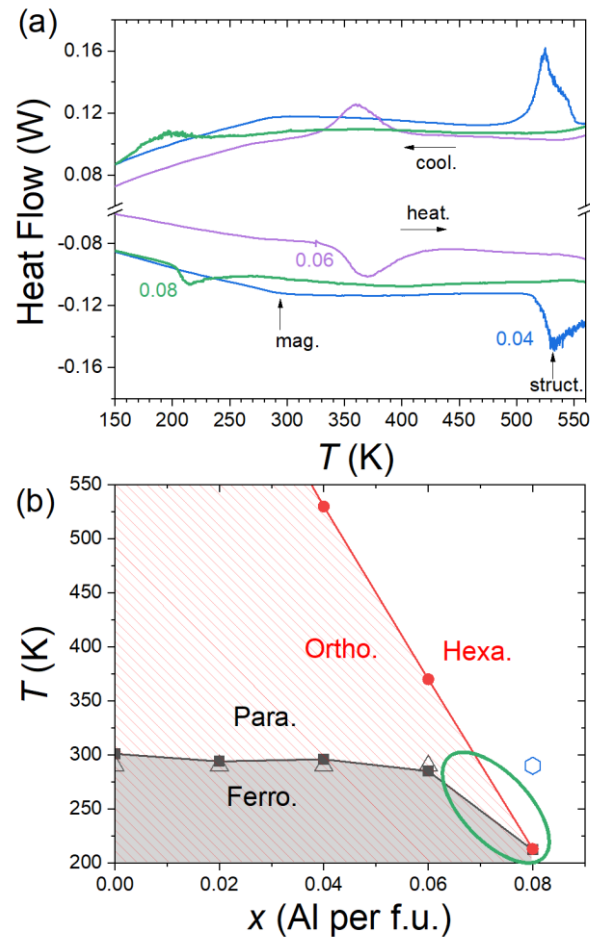 (a)
0.16
0.12
0.08
-0.08
-0.12
-0.16
Heat Flow (W)
cool.
heat.
0.06
0.08
0.04
mag.
struct.
150 200 250 300 350 400 450 500 550
T (K)
(b)
550
500
450
400
350
300
250
200
T (K)
Ortho. Hexa.
Para.
Ferro.
0.00 0.02 0.04 0.06 0.08
x (Al per f.u.)